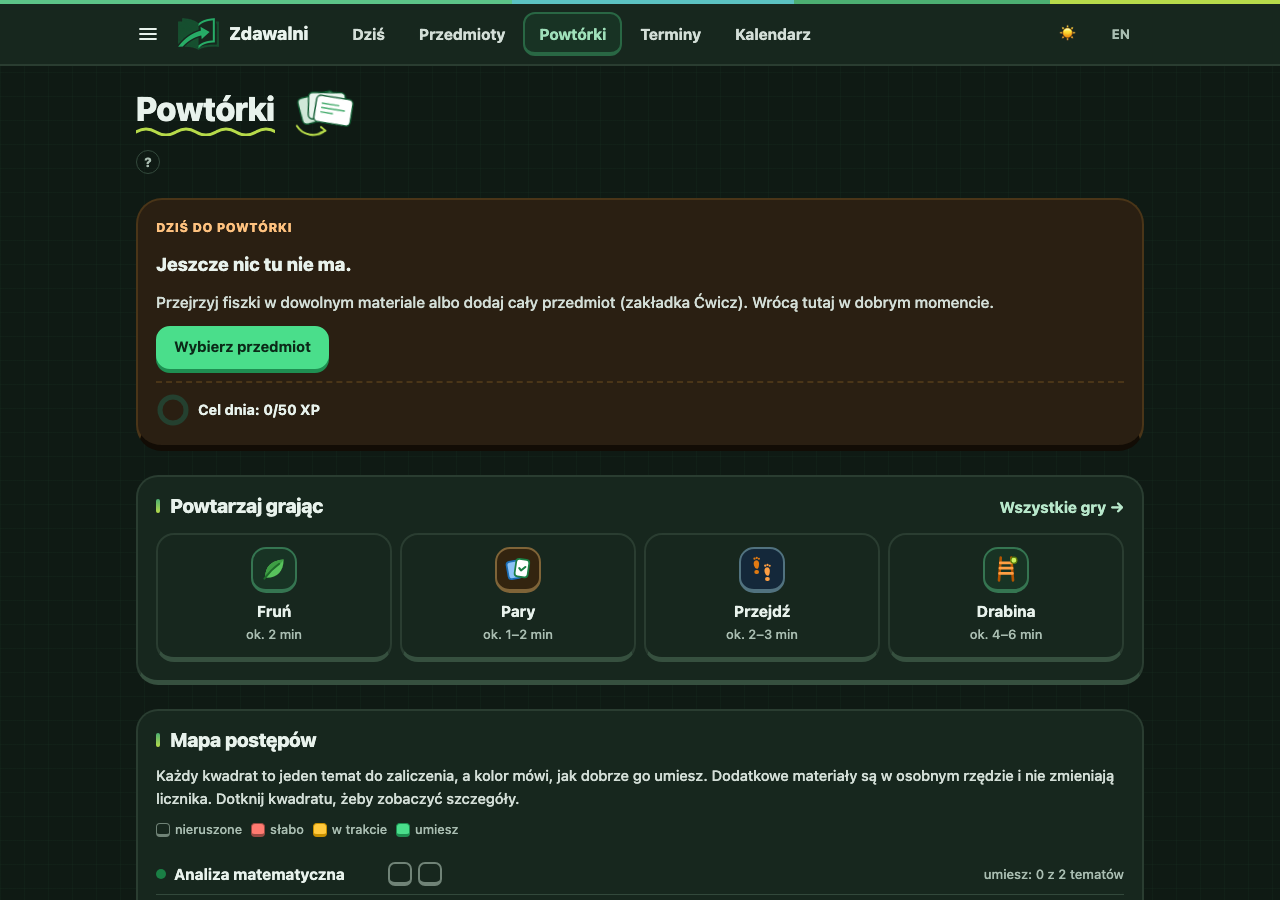 Zdawalni
Dziś
Przedmioty
Powtórki
Terminy
Kalendarz
EN
Powtórki
?
DZIŚ DO POWTÓRKI
Jeszcze nic tu nie ma.
Przejrzyj fiszki w dowolnym materiale albo dodaj cały przedmiot (zakładka Ćwicz). Wrócą tutaj w dobrym momencie.
Wybierz przedmiot
Cel dnia: 0/50 XP
Powtarzaj grając
Wszystkie gry →
Fruń
ok. 2 min
Pary
ok. 1–2 min
Przejdź
ok. 2–3 min
Drabina
ok. 4–6 min
Mapa postępów
Każdy kwadrat to jeden temat do zaliczenia, a kolor mówi, jak dobrze go umiesz. Dodatkowe materiały są w osobnym rzędzie i nie zmieniają
licznika. Dotknij kwadratu, żeby zobaczyć szczegóły.
nieruszone
słabo
w trakcie
umiesz
Analiza matematyczna
umiesz: 0 z 2 tematów